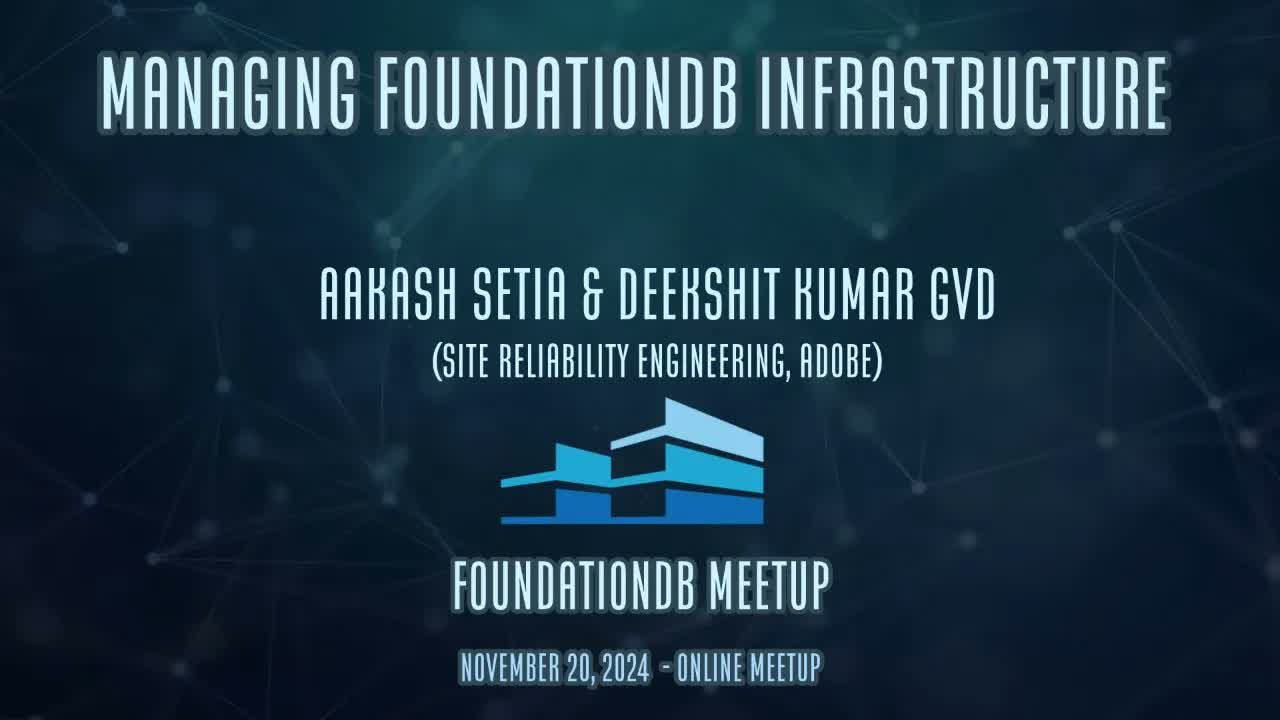 MANAGING FOUNDATIONDB INFRASTRUCTURE
AAKASH SETIA & DEEKSHIT KUMAR GVD
(SITE RELIABILITY ENGINEERING, ADOBE)
FOUNDATIONDB MEETUP
NOVEMBER 20, 2024 - ONLINE MEETUP